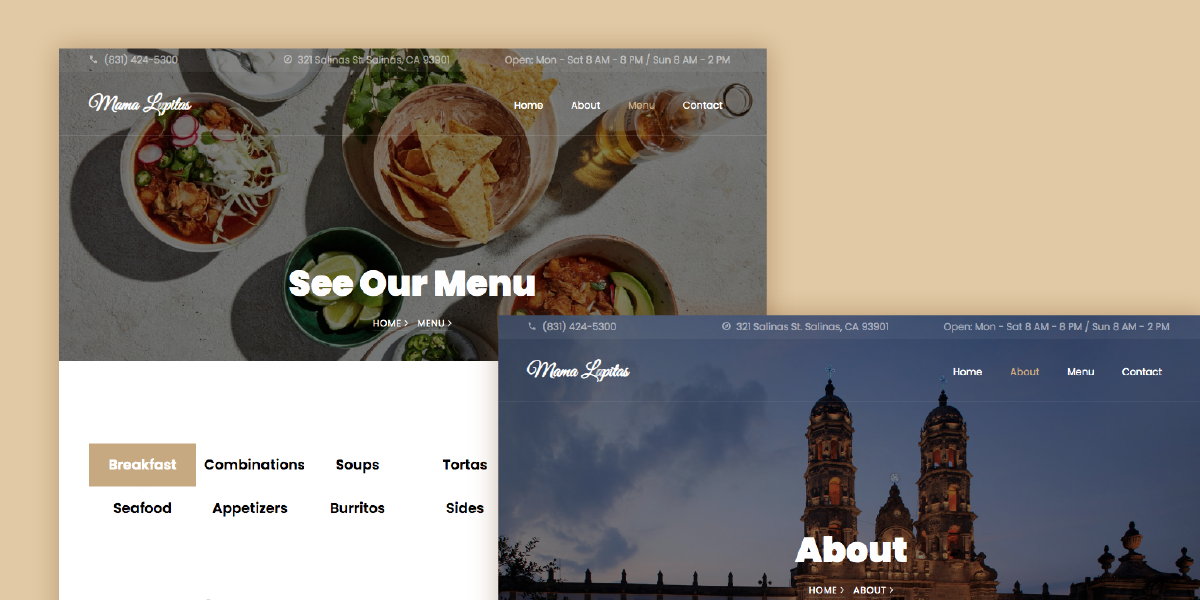 (831) 424-5300 321 Salinas St. Salinas, CA 93901 Open: Mon - Sat 8 AM - 8 PM / Sun 8 AM - 2 PM
Mama Lupitas Home About Menu Contact
See Our Menu
HOME > MENU >
Breakfast Combinations Soups Tortas
Seafood Appetizers Burritos Sides
(831) 424-5300 321 Salinas St. Salinas, CA 93901 Open: Mon - Sat 8 AM - 8 PM / Sun 8 AM - 2 PM
Mama Lupitas Home About Menu Contact
About
HOME > ABOUT >